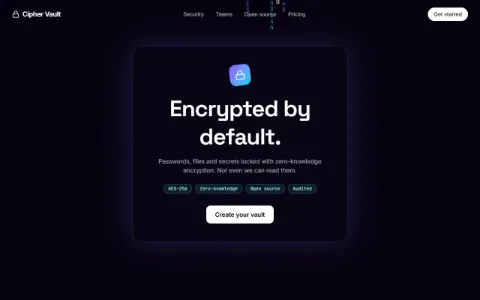 Cipher Vault
Security Teams Open source Pricing
Get started
Encrypted by
default.
Passwords, files and secrets locked with zero-knowledge
encryption. Not even we can read them.
AES-256 Zero-knowledge Open source Audited
Create your vault